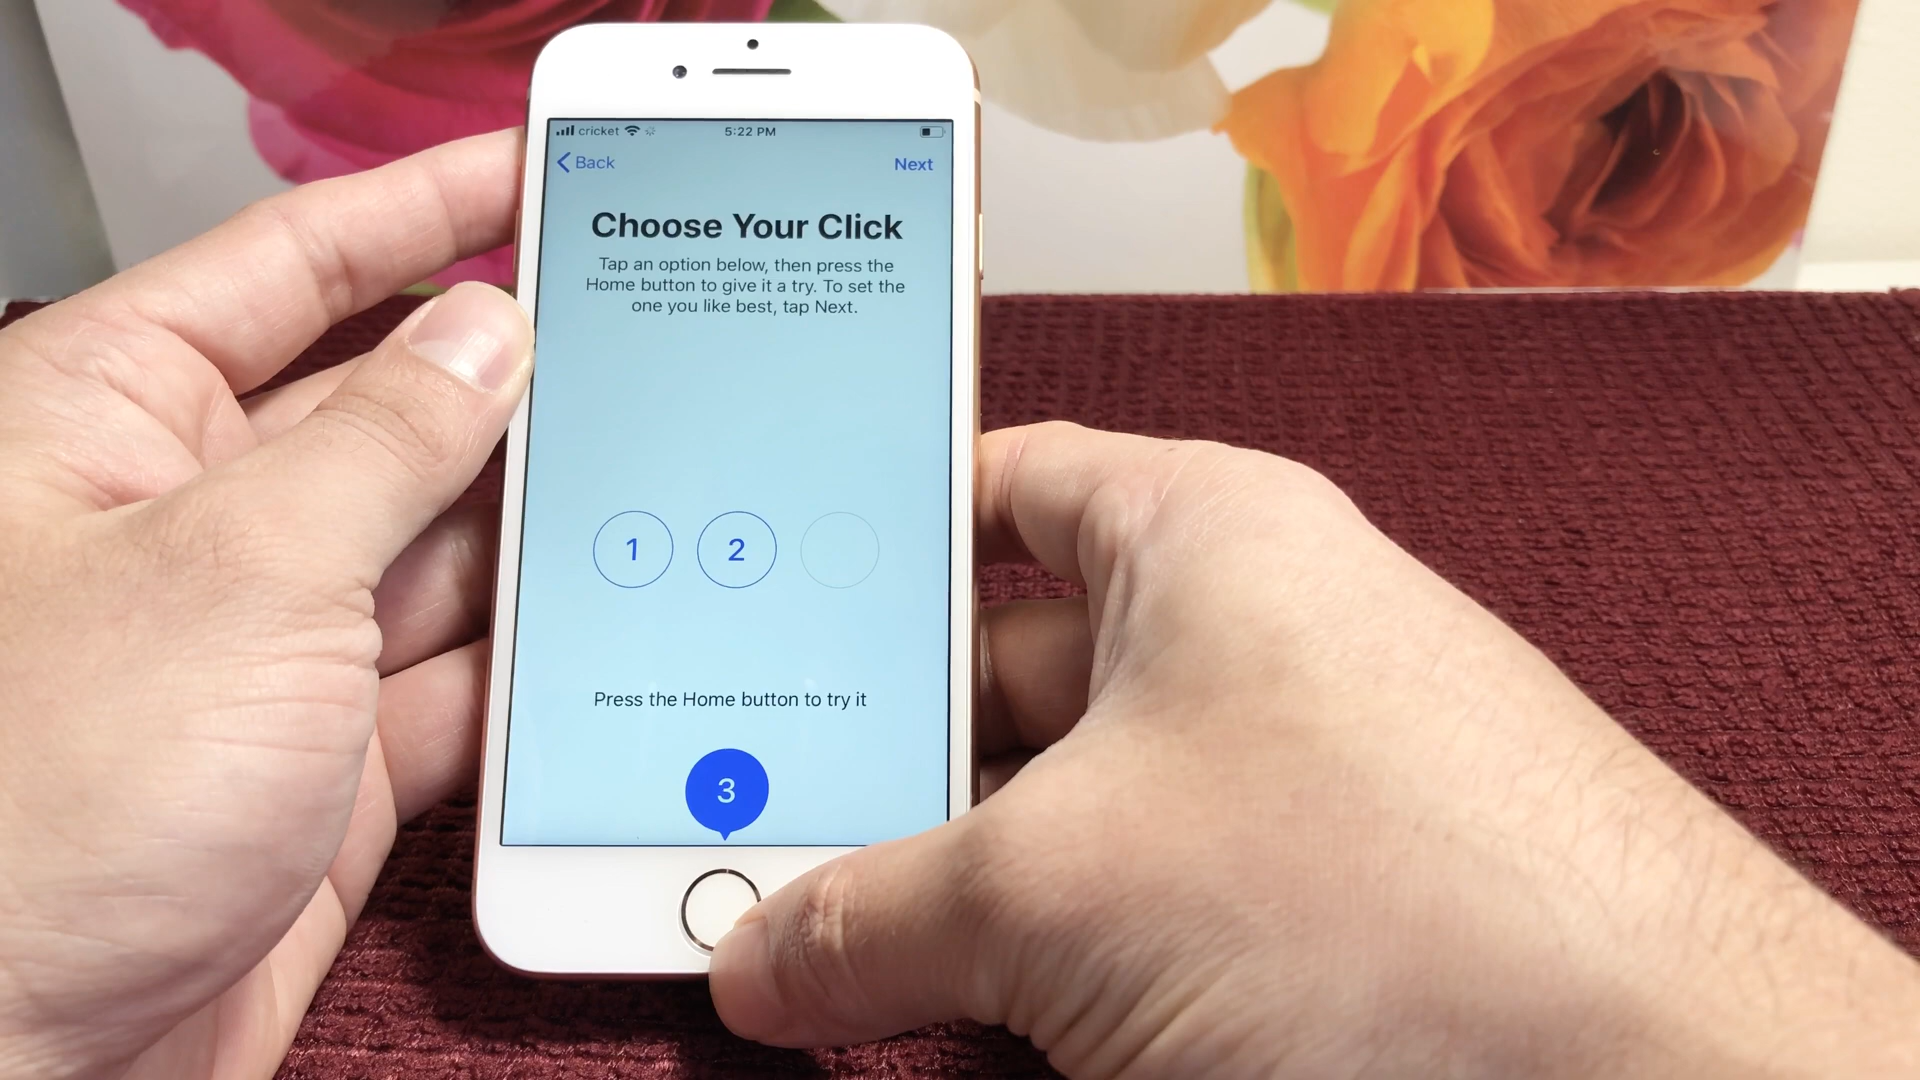 cricket 5:22 PM
Back Next
Choose Your Click
Tap an option below, then press the
Home button to give it a try. To set the
one you like best, tap Next.
1 2
Press the Home button to try it
3